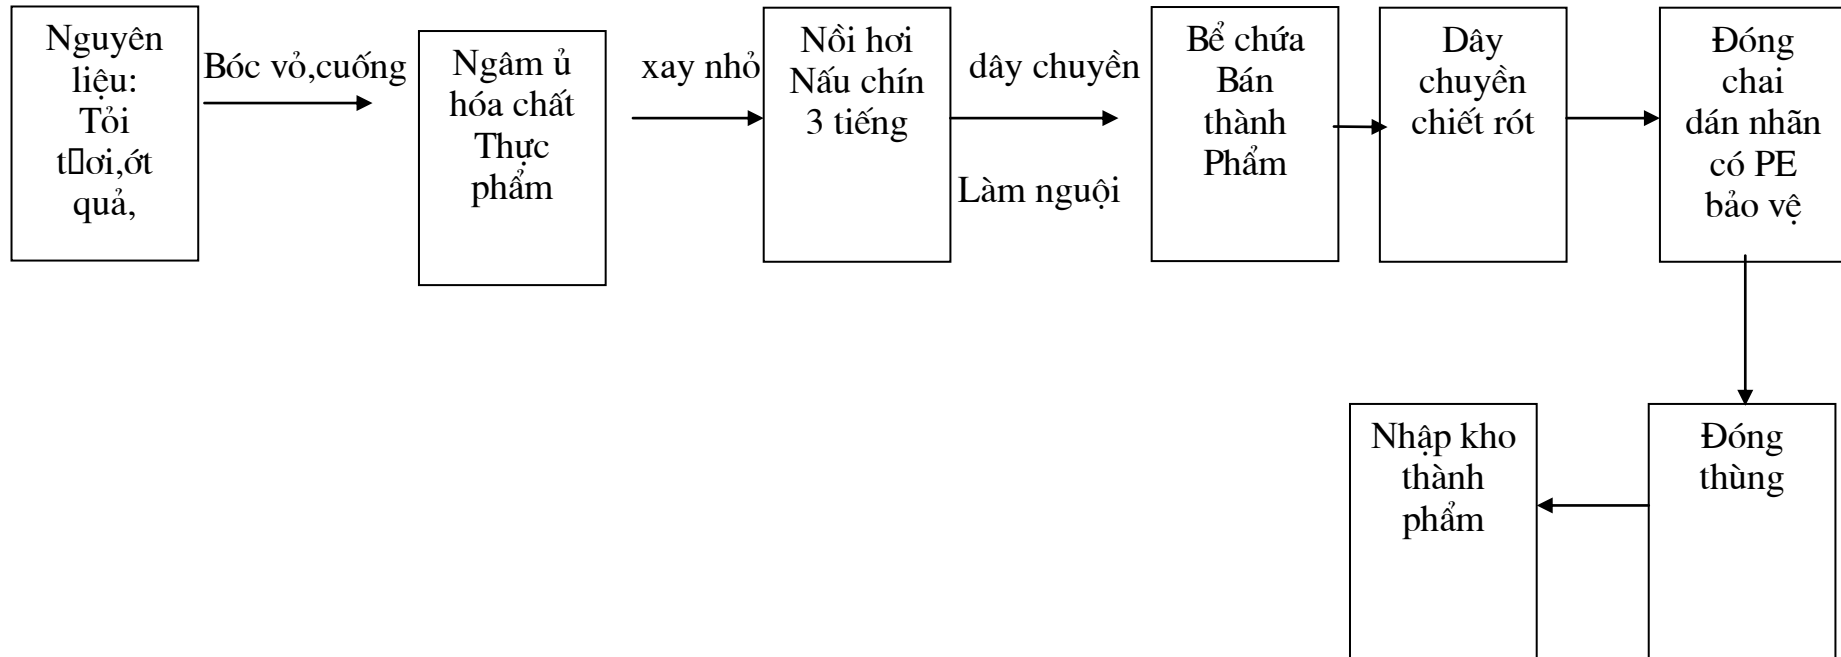 Nguyên
liệu:
Tỏi
t□ơi,ớt
quả,
Bóc vỏ,cuống
Ngâm ủ
hóa chất
Thực
phẩm
xay nhỏ
Nồi hơi
Nấu chín
3 tiếng
dây chuyền
Làm nguội
Bể chứa
Bán
thành
Phẩm
Dây
chuyền
chiết rót
Đóng
chai
dán nhãn
có PE
bảo vệ
Đóng
thùng
Nhập kho
thành
phẩm